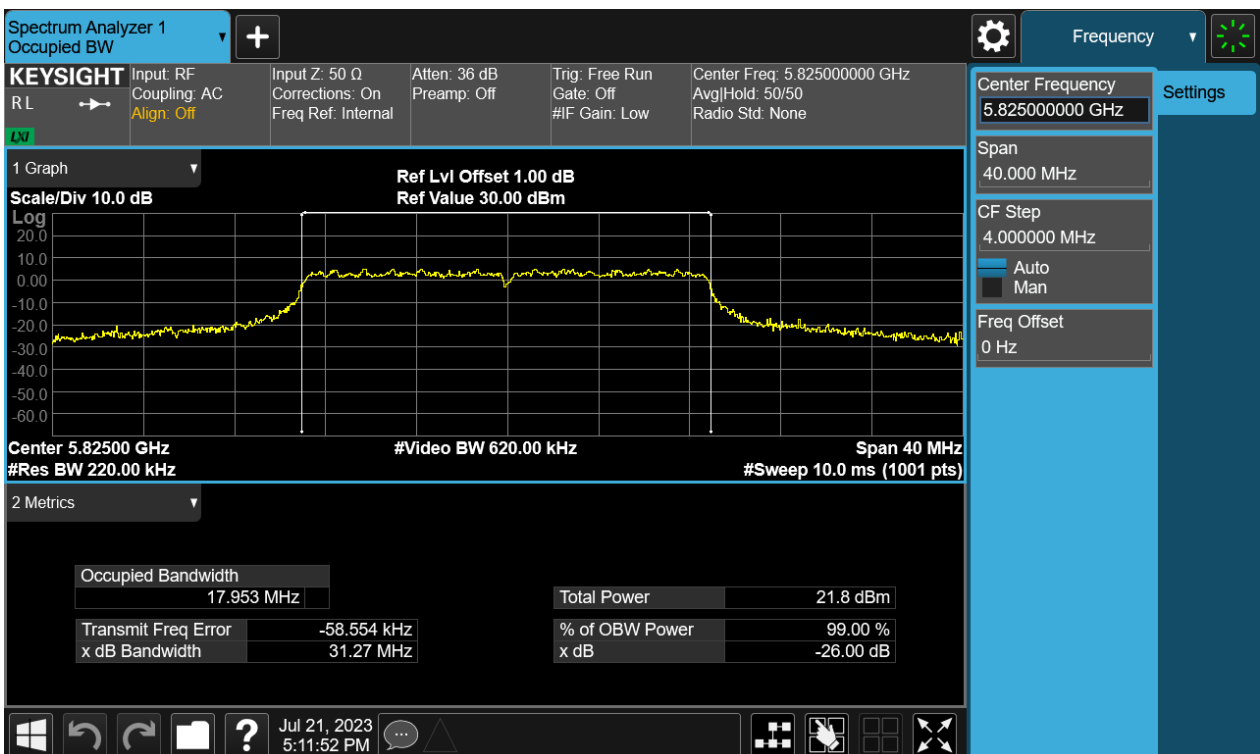 Spectrum Analyzer 1
Occupied BW
Frequency
KEYSIGHT
R L
LXI
Input: RF
Coupling: AC
Align: Off
Input Z: 50 Ω
Corrections: On
Freq Ref: Internal
Atten: 36 dB
Preamp: Off
Trig: Free Run
Gate: Off
#IF Gain: Low
Center Freq: 5.825000000 GHz
Avg|Hold: 50/50
Radio Std: None
1 Graph
Scale/Div 10.0 dB
Ref Lvl Offset 1.00 dB
Ref Value 30.00 dBm
Log
20.0
10.0
0.00
-10.0
-20.0
-30.0
-40.0
-50.0
-60.0
Center 5.82500 GHz
#Video BW 620.00 kHz
Span 40 MHz
#Res BW 220.00 kHz
#Sweep 10.0 ms (1001 pts)
2 Metrics
Occupied Bandwidth
17.953 MHz
Total Power 21.8 dBm
Transmit Freq Error -58.554 kHz
% of OBW Power 99.00 %
x dB Bandwidth 31.27 MHz
x dB -26.00 dB
Center Frequency
5.825000000 GHz
Span
40.000 MHz
CF Step
4.000000 MHz
Auto
Man
Freq Offset
0 Hz
Settings
?
Jul 21, 2023
5:11:52 PM